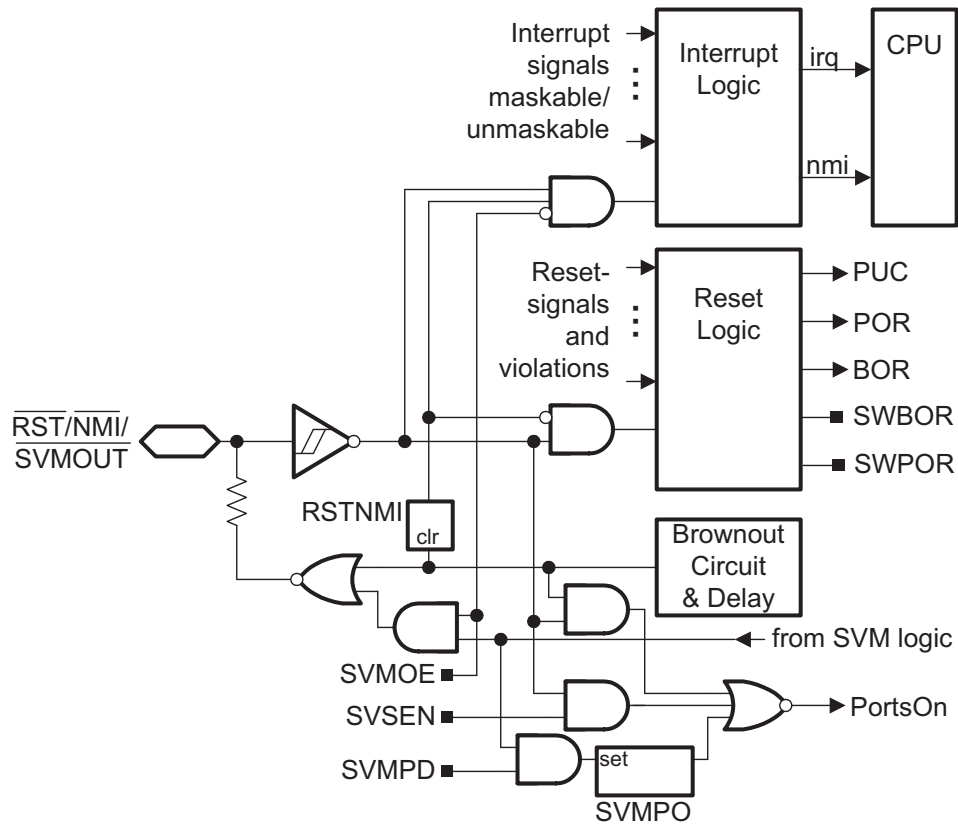 Interrupt
signals
maskable/
unmaskable
Interrupt
Logic
irq
nmi
CPU
Reset-
signals
and
violations
Reset
Logic
PUC
POR
BOR
SWBOR
SWPOR
RST/NMI/
SVMOUT
RSTNMI
clr
Brownout
Circuit
& Delay
from SVM logic
SVMOE
SVSEN
PortsOn
SVMPD
set
SVMPO